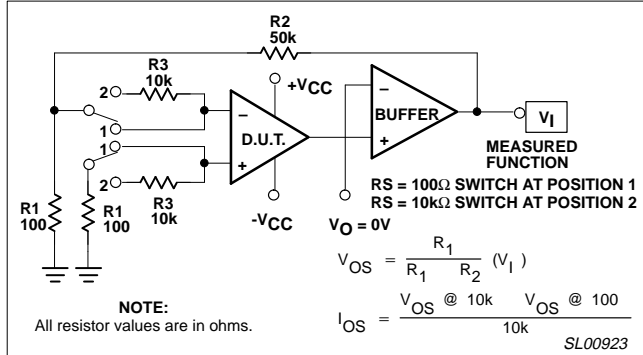 R2
50k
R3
10k
2
1
+VCC
−
D.U.T.
+
−
BUFFER
+
VI
MEASURED
FUNCTION
1
2
R3
10k
-VCC
VO = 0V
RS = 100Ω SWITCH AT POSITION 1
RS = 10kΩ SWITCH AT POSITION 2
R1
100
R1
100
VOS = R1 / R1 R2 (VI)
IOS = VOS @ 10k VOS @ 100 / 10k
NOTE:
All resistor values are in ohms.
SL00923